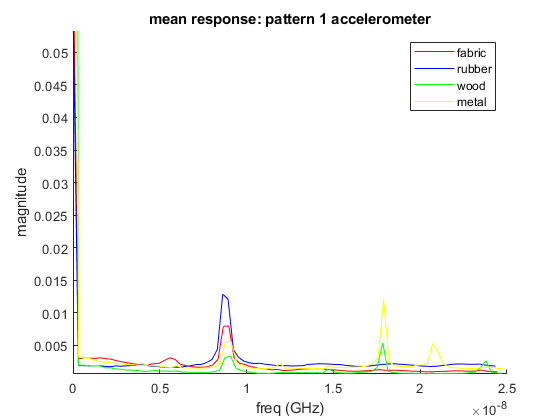 mean response: pattern 1 accelerometer
fabric
rubber
wood
metal
magnitude
0.05
0.045
0.04
0.035
0.03
0.025
0.02
0.015
0.01
0.005
0
0.5
1
1.5
2
2.5
freq (GHz)
×10⁻⁸